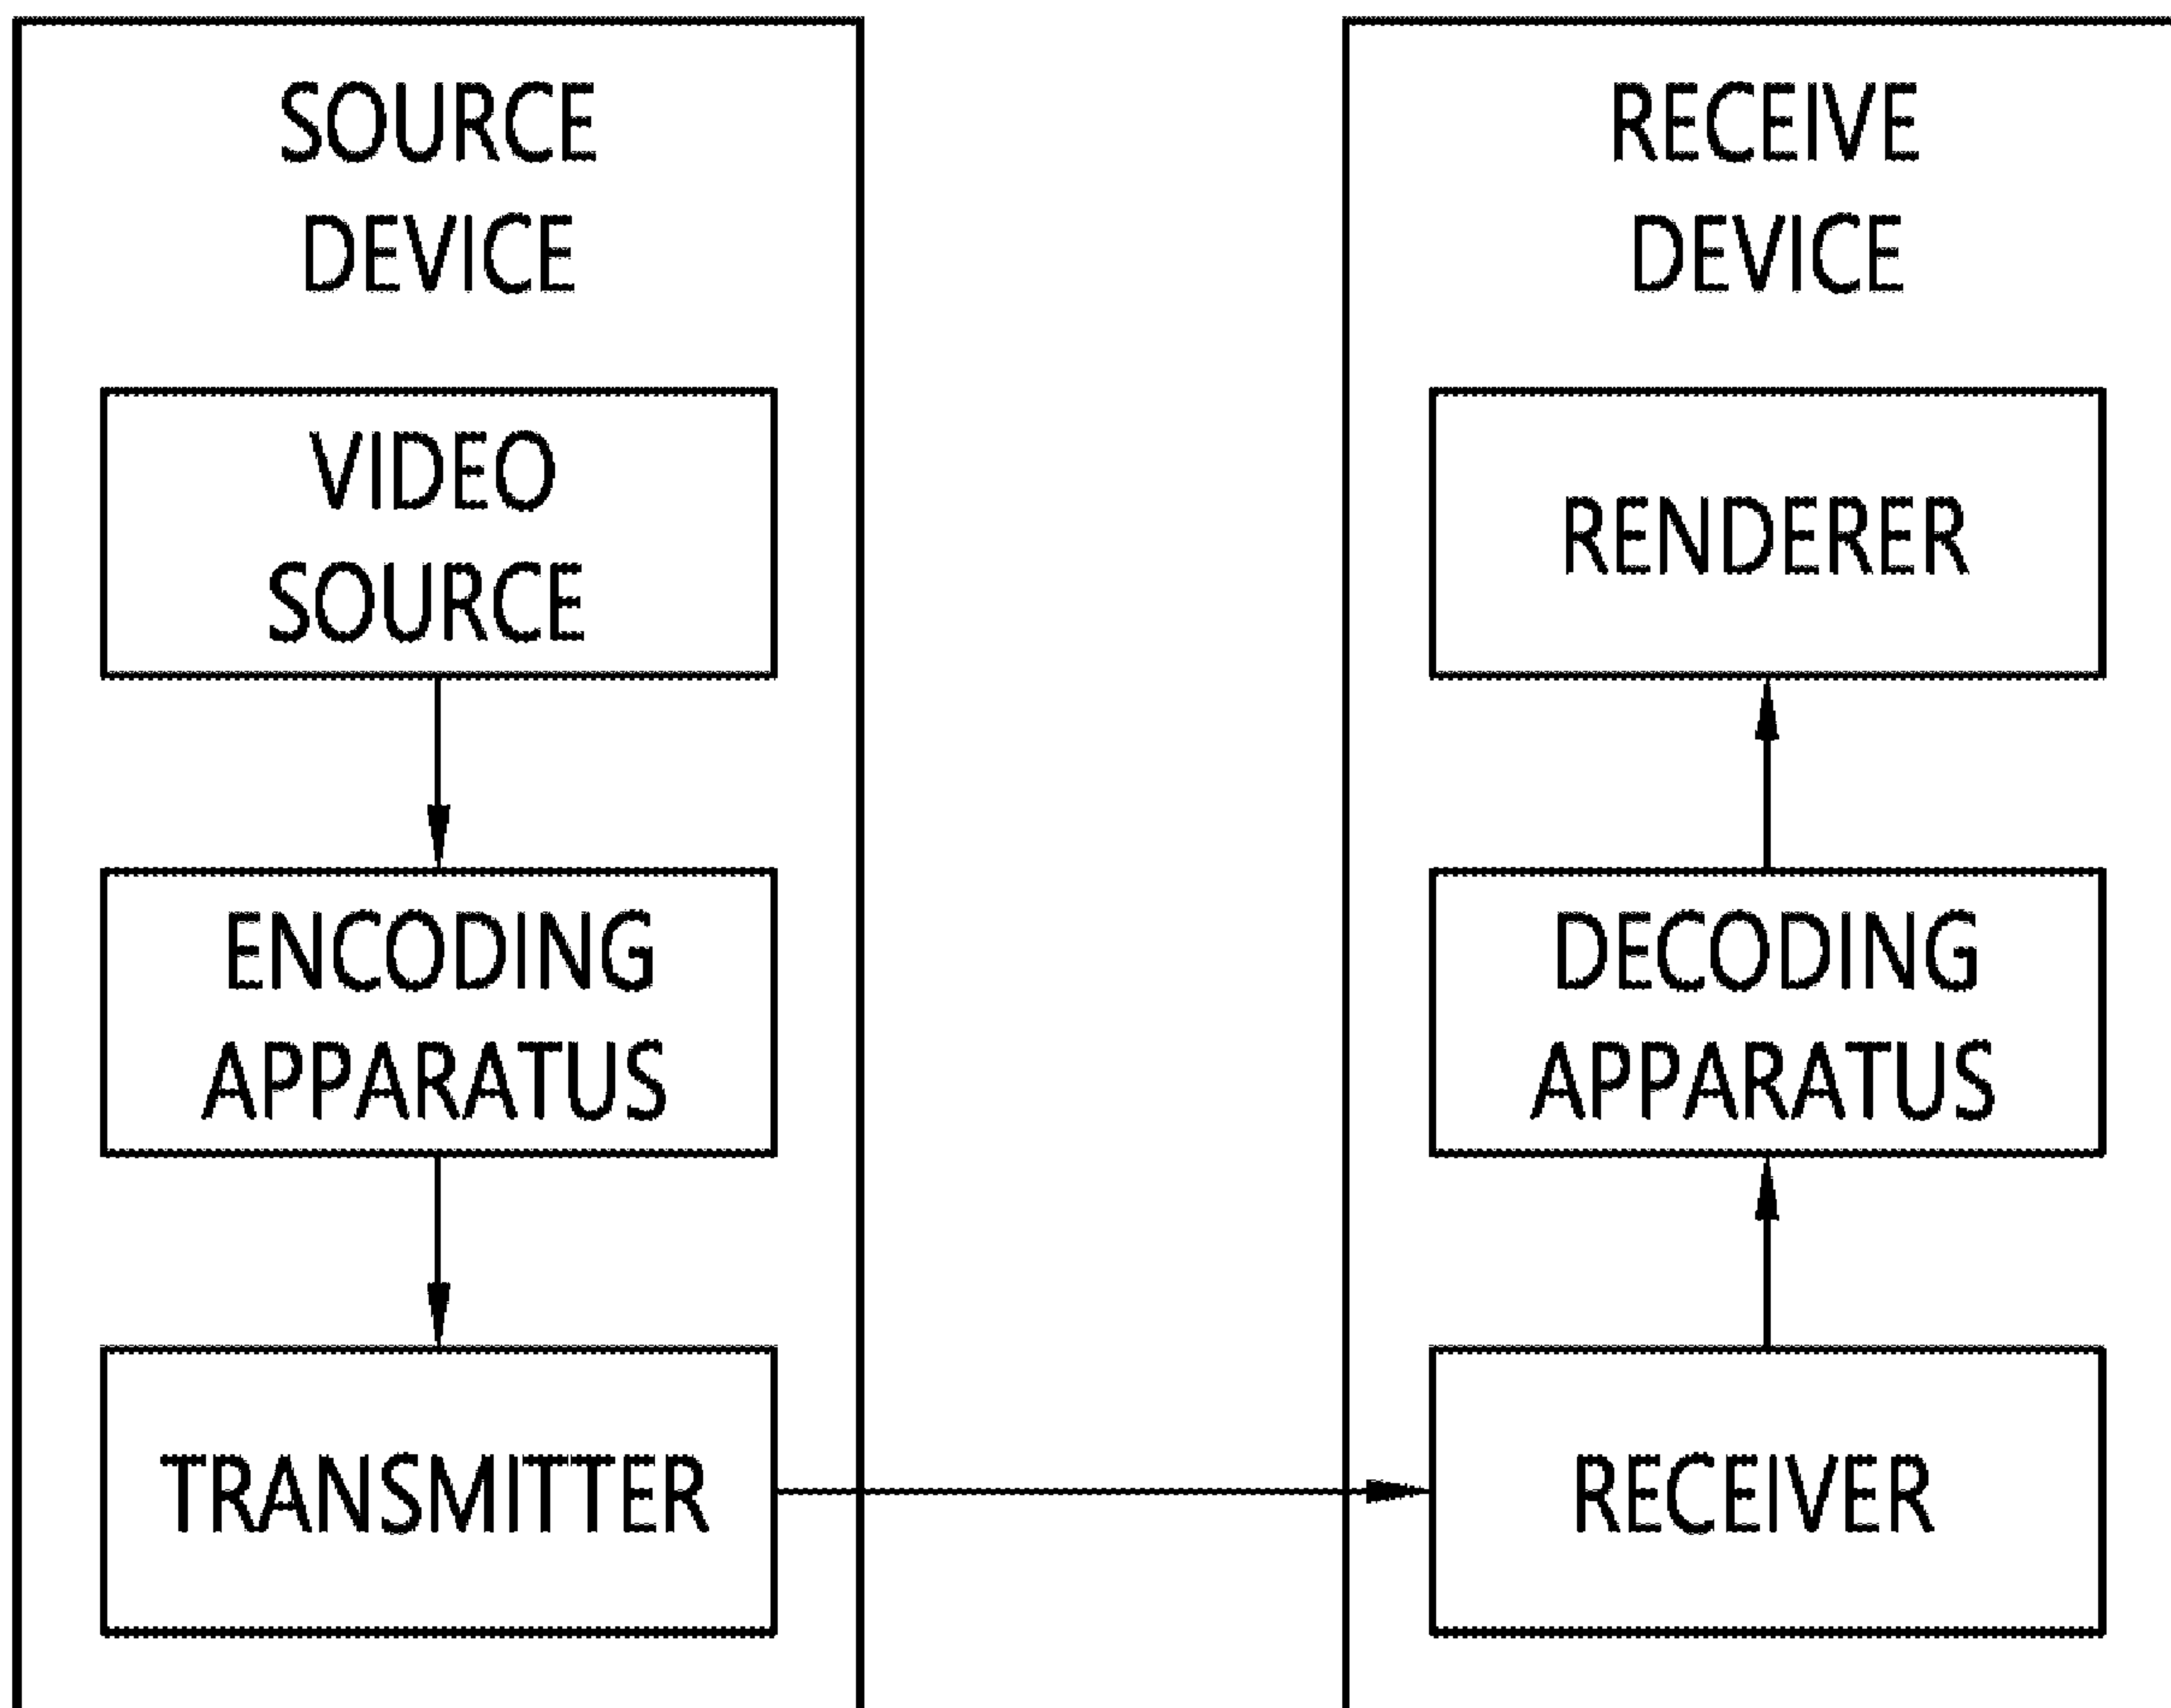 SOURCE
DEVICE
VIDEO
SOURCE
ENCODING
APPARATUS
TRANSMITTER
RECEIVE
DEVICE
RENDERER
DECODING
APPARATUS
RECEIVER